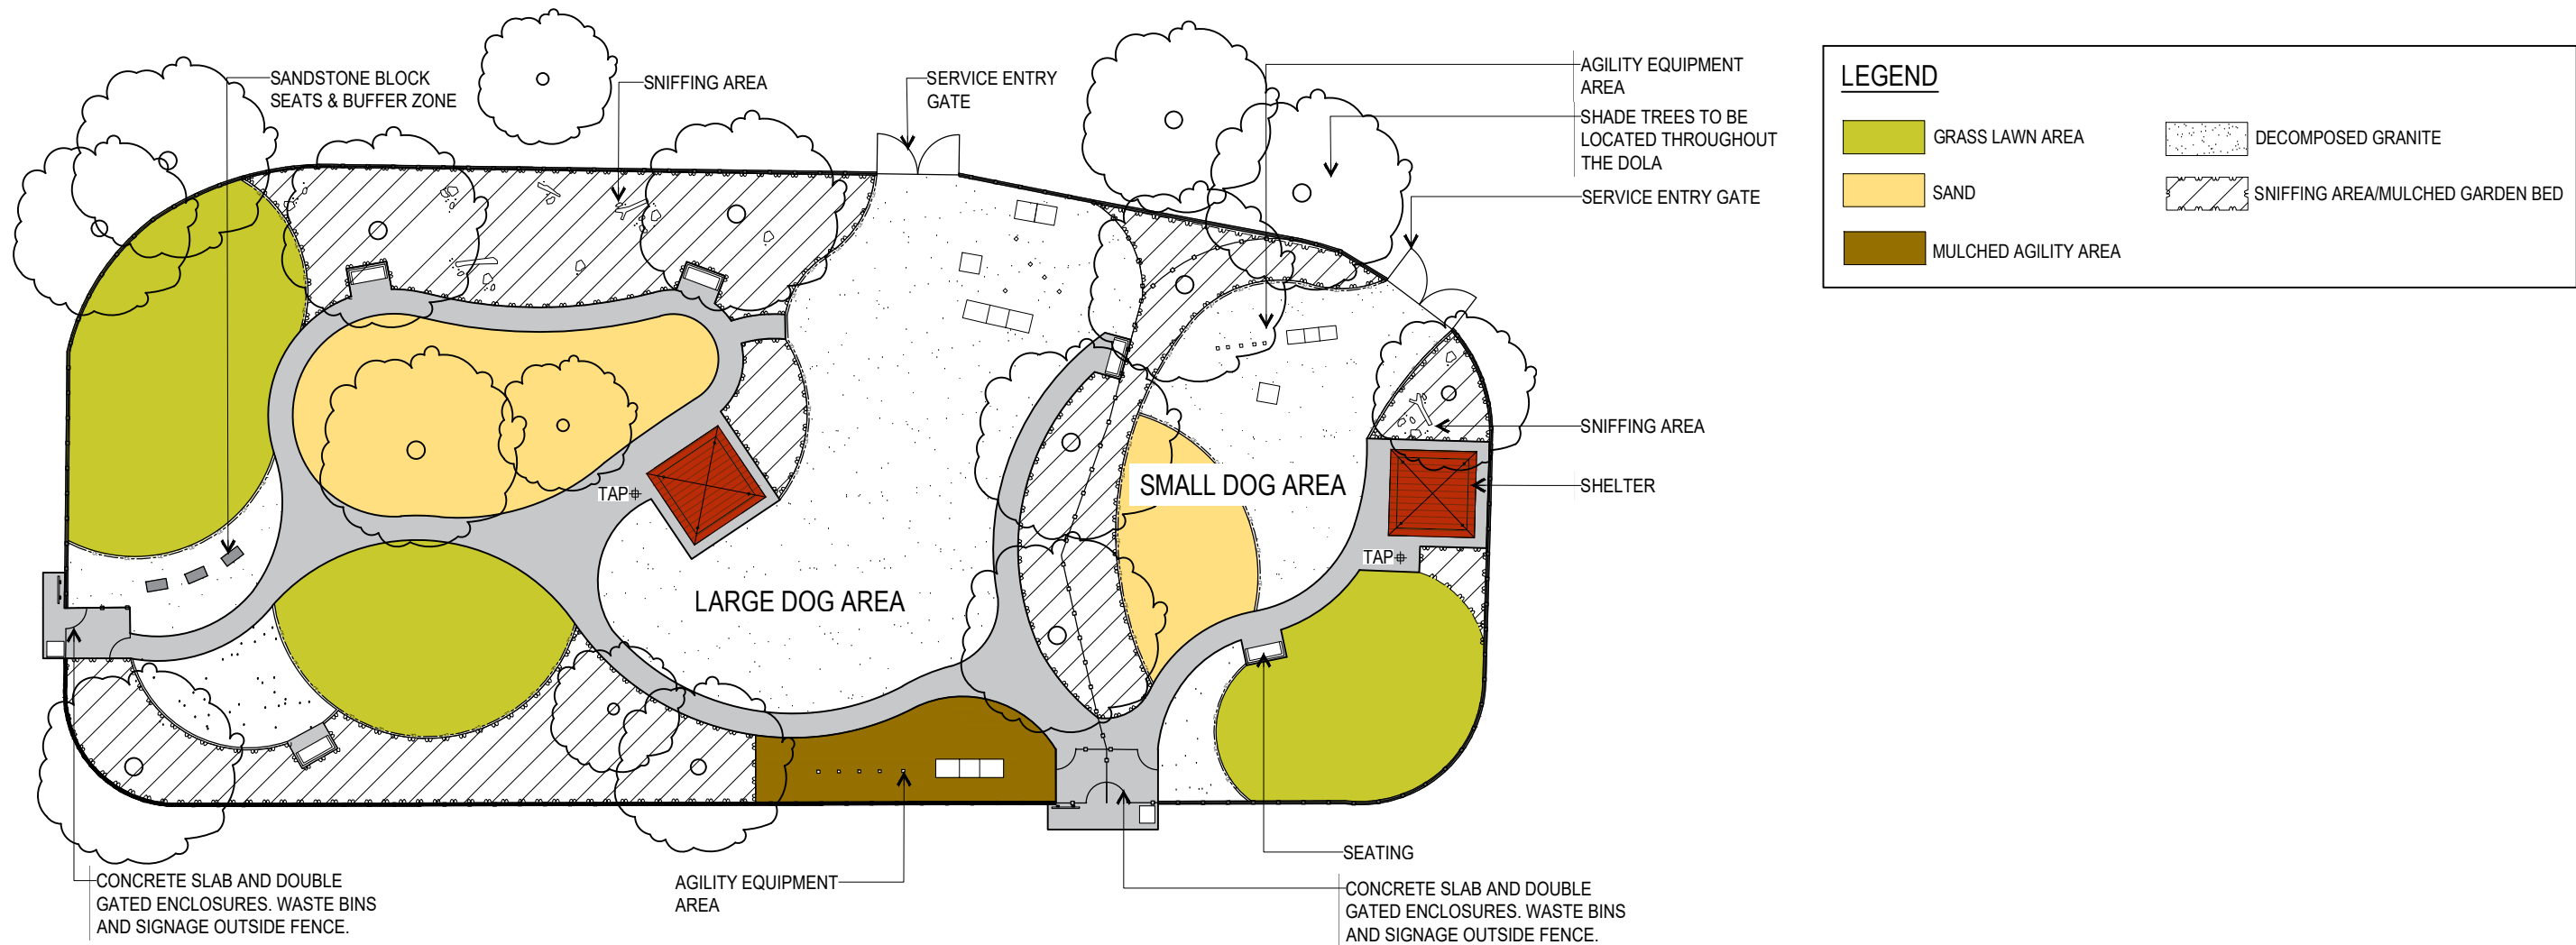 SANDSTONE BLOCK
SEATS & BUFFER ZONE
SNIFFING AREA
SERVICE ENTRY
GATE
AGILITY EQUIPMENT
AREA
SHADE TREES TO BE
LOCATED THROUGHOUT
THE DOLA
SERVICE ENTRY GATE
LEGEND
GRASS LAWN AREA
DECOMPOSED GRANITE
SAND
SNIFFING AREA/MULCHED GARDEN BED
MULCHED AGILITY AREA
SNIFFING AREA
SMALL DOG AREA
SHELTER
TAP
TAP
LARGE DOG AREA
SEATING
CONCRETE SLAB AND DOUBLE
GATED ENCLOSURES. WASTE BINS
AND SIGNAGE OUTSIDE FENCE.
AGILITY EQUIPMENT
AREA
CONCRETE SLAB AND DOUBLE
GATED ENCLOSURES. WASTE BINS
AND SIGNAGE OUTSIDE FENCE.